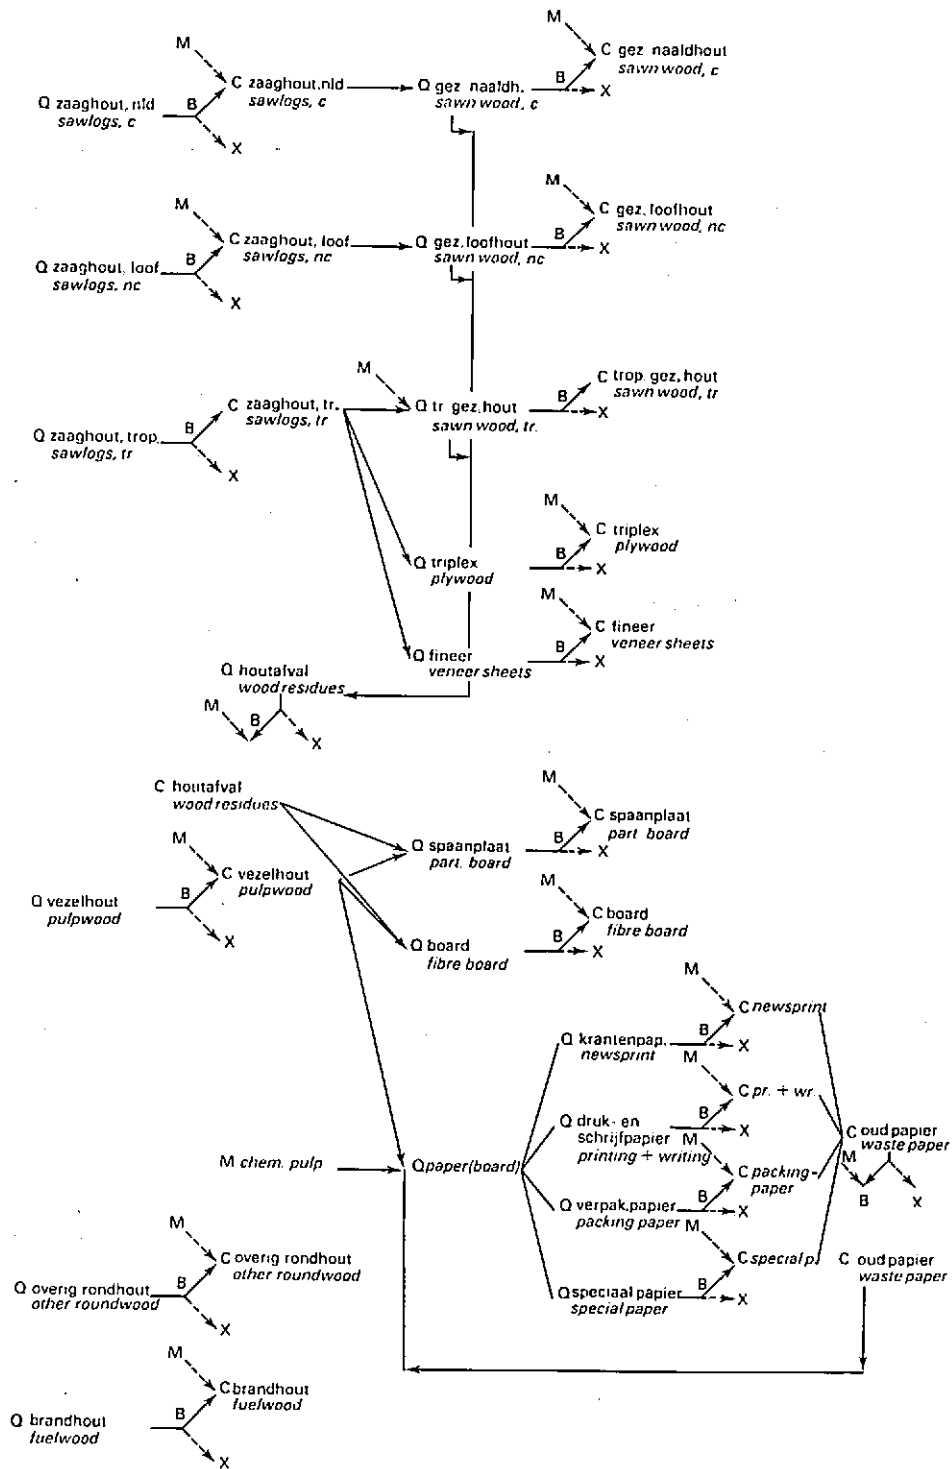 M
C gez naaldhout
sawn wood, c
M
B
X
C zaaghout, nld
sawlogs, c
Q gez naaldh.
sawn wood, c
Q zaaghout, nld
sawlogs, c
B
X
M
C gez. loofhout
sawn wood, nc
M
B
X
C zaaghout, loof
sawlogs, nc
Q gez. loofhout
sawn wood, nc
Q zaaghout, loof
sawlogs, nc
B
X
M
C trop. gez. hout
sawn wood, tr
B
X
C zaaghout, tr.
sawlogs, tr
Q tr gez. hout
sawn wood, tr.
Q zaaghout, trop.
sawlogs, tr
B
X
M
C triplex
plywood
B
X
Q triplex
plywood
M
C fineer
veneer sheets
B
X
Q fineer
veneer sheets
Q houtafval
wood residues
M
B
X
C houtafval
wood residues
M
C spaanplaat
part. board
B
X
Q spaanplaat
part. board
M
C vezelhout
pulpwood
Q vezelhout
pulpwood
B
X
M
C board
fibre board
B
X
Q board
fibre board
M
C newsprint
B
X
Q krantenpap.
newsprint
M
C pr. + wr.
B
X
Q druk- en
schrijfpapier
printing + writing
M
C packing -
paper
B
X
Q verpak.papier
packing paper
M
C special p.
B
X
Q speciaal papier
special paper
C oud papier
waste paper
M
B
X
C oud papier
waste paper
M chem. pulp
Q paper(board)
M
C overig rondhout
other roundwood
Q overig rondhout
other roundwood
B
X
M
C brandhout
fuelwood
Q brandhout
fuelwood
B
X